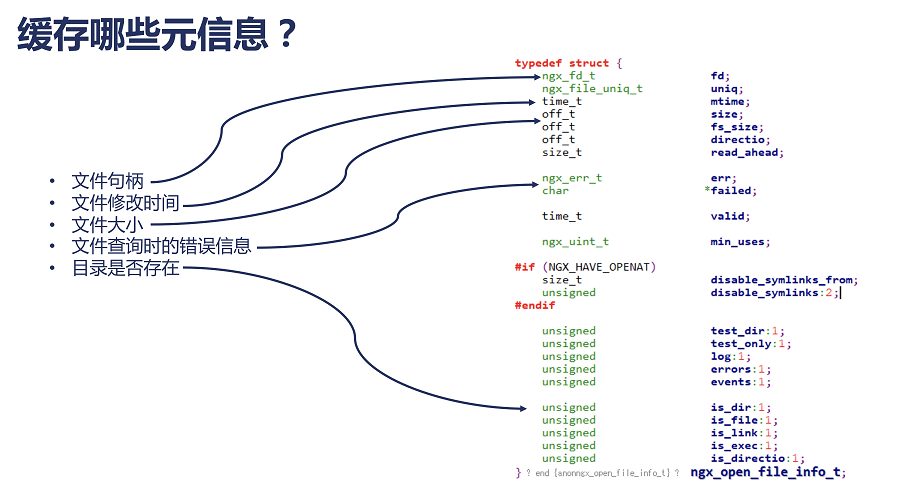 缓存哪些元信息？
• 文件句柄
• 文件修改时间
• 文件大小
• 文件查询时的错误信息
• 目录是否存在
typedef struct {
ngx_fd_t fd;
ngx_file_uniq_t uniq;
time_t mtime;
off_t size;
off_t fs_size;
off_t directio;
size_t read_ahead;
ngx_err_t err;
char *failed;
time_t valid;
ngx_uint_t min_uses;
#if (NGX_HAVE_OPENAT)
size_t disable_symlinks_from;
unsigned disable_symlinks:2;
#endif
unsigned test_dir:1;
unsigned test_only:1;
unsigned log:1;
unsigned errors:1;
unsigned events:1;
unsigned is_dir:1;
unsigned is_file:1;
unsigned is_link:1;
unsigned is_exec:1;
unsigned is_directio:1;
} ? end {anonngx_open_file_info_t} ? ngx_open_file_info_t;